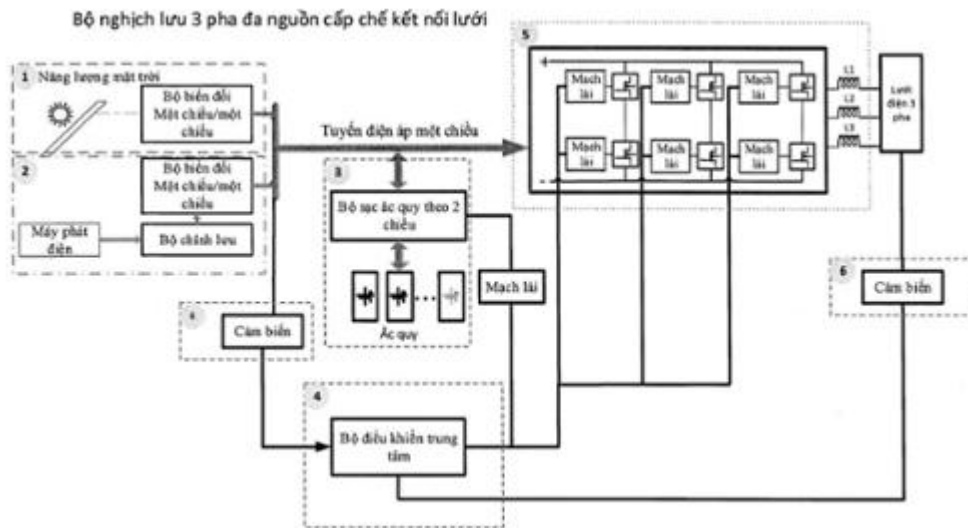 Bộ nghịch lưu 3 pha đa nguồn cấp chế kết nối lưới
1 Năng lượng mặt trời
Bộ biến đổi
Một chiều/một
chiều
2
Bộ biến đổi
Một chiều/một
chiều
Máy phát
điện
Bộ chỉnh lưu
Tuyến điện áp một chiều
3
Bộ sạc ắc quy theo 2
chiều
Ắc quy
Mạch lái
Cảm biến
4
Bộ điều khiển trung
tâm
5
Mạch
lái
Mạch
lái
Mạch
lái
Mạch
lái
Mạch
lái
Mạch
lái
L1
L2
L3
Lưới
điện 3
pha
6
Cảm biến